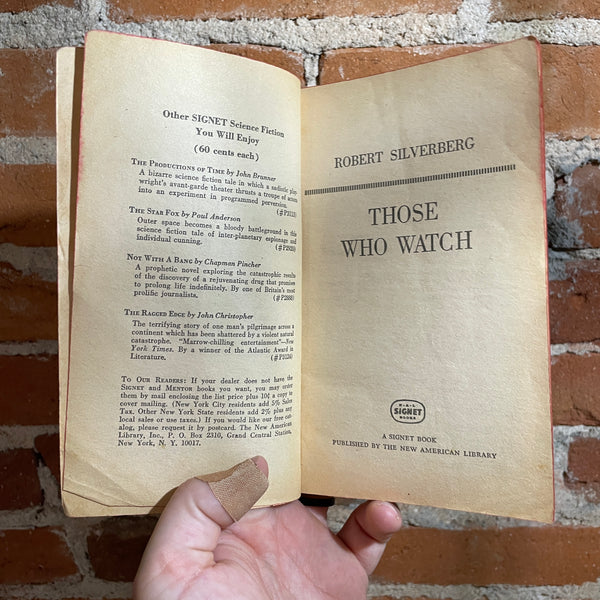 Other SIGNET Science Fiction
You Will Enjoy
(60 cents each)
THE PRODUCTIONS OF TIME by John Brunner
A bizarre science fiction tale in which a sadistic play-
wright's avant-garde theater thrusts a troupe of actors
into an experiment in programmed perversion.
THE STAR FOX by Poul Anderson
Outer space becomes a bloody battleground in this
science fiction tale of inter-planetary espionage and
individual cunning.
NOT WITH A BANG by Chapman Pincher
A prophetic novel exploring the catastrophic results
of the discovery of a rejuvenating drug that promises
to prolong life indefinitely. By one of Britain's most
prolific journalists.
THE RAGGED EDGE by John Christopher
The terrifying story of one man's pilgrimage across a
continent which has been shattered by a violent natural
catastrophe. "Marrow-chilling entertainment"—New
York Times. By a winner of the Atlantic Award in
Literature.
TO OUR READERS: If your dealer does not have the
SIGNET and MENTOR books you want, you may order
them by mail enclosing the list price plus 10¢ a copy to
cover mailing. (New York City residents add 5% Sales
Tax. Other New York State residents add 2% plus any
local sales or use taxes.) If you would like our free cat-
alog, please request it by postcard. The New American
Library, Inc., P. O. Box 2310, Grand Central Station,
New York, N. Y. 10017.
ROBERT SILVERBERG
THOSE
WHO WATCH
SIGNET
BOOKS
A SIGNET BOOK
PUBLISHED BY THE NEW AMERICAN LIBRARY